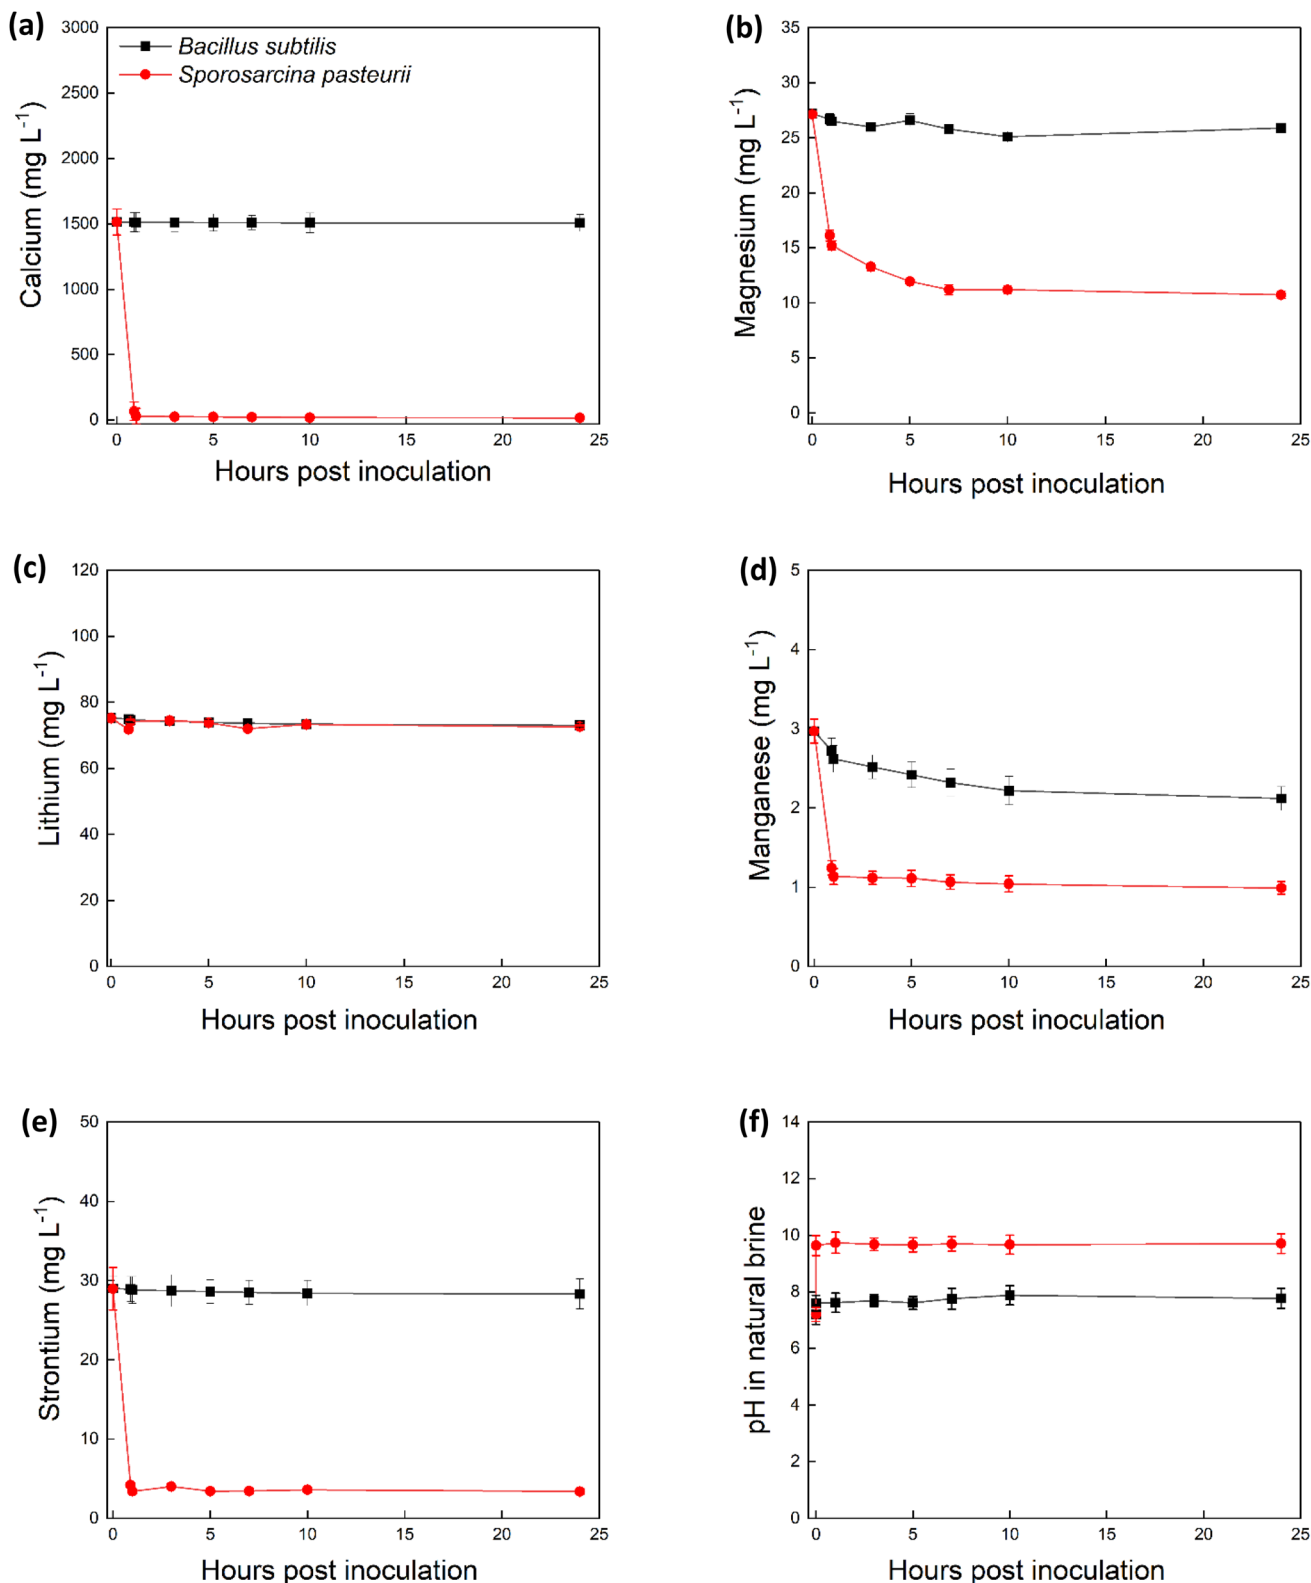 (a)
3000
2500
2000
1500
1000
500
0
Calcium (mg L⁻¹)
Bacillus subtilis
Sporosarcina pasteurii
0 5 10 15 20 25
Hours post inoculation
(b)
35
30
25
20
15
10
5
0
Magnesium (mg L⁻¹)
0 5 10 15 20 25
Hours post inoculation
(c)
120
100
80
60
40
20
0
Lithium (mg L⁻¹)
0 5 10 15 20 25
Hours post inoculation
(d)
5
4
3
2
1
0
Manganese (mg L⁻¹)
0 5 10 15 20 25
Hours post inoculation
(e)
50
40
30
20
10
0
Strontium (mg L⁻¹)
0 5 10 15 20 25
Hours post inoculation
(f)
14
12
10
8
6
4
2
0
pH in natural brine
0 5 10 15 20 25
Hours post inoculation